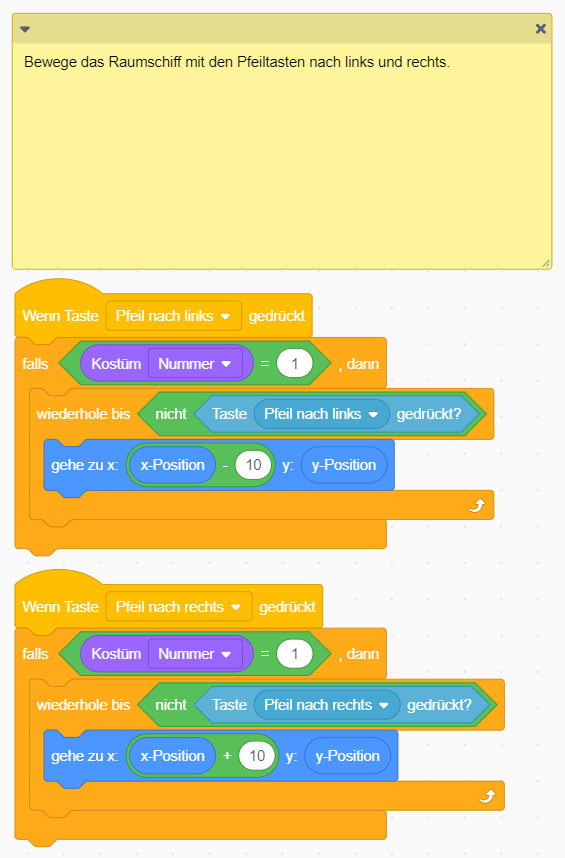 Bewege das Raumschiff mit den Pfeiltasten nach links und rechts.
Wenn Taste Pfeil nach links gedrückt
falls Kostüm Nummer = 1 , dann
wiederhole bis nicht Taste Pfeil nach links gedrückt?
gehe zu x: x-Position - 10 y: y-Position
Wenn Taste Pfeil nach rechts gedrückt
falls Kostüm Nummer = 1 , dann
wiederhole bis nicht Taste Pfeil nach rechts gedrückt?
gehe zu x: x-Position + 10 y: y-Position